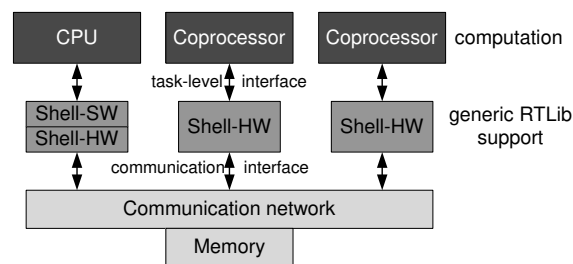 CPU Coprocessor Coprocessor computation
task-level interface
Shell-SW
Shell-HW Shell-HW Shell-HW generic RTLib
support
communication interface
Communication network
Memory